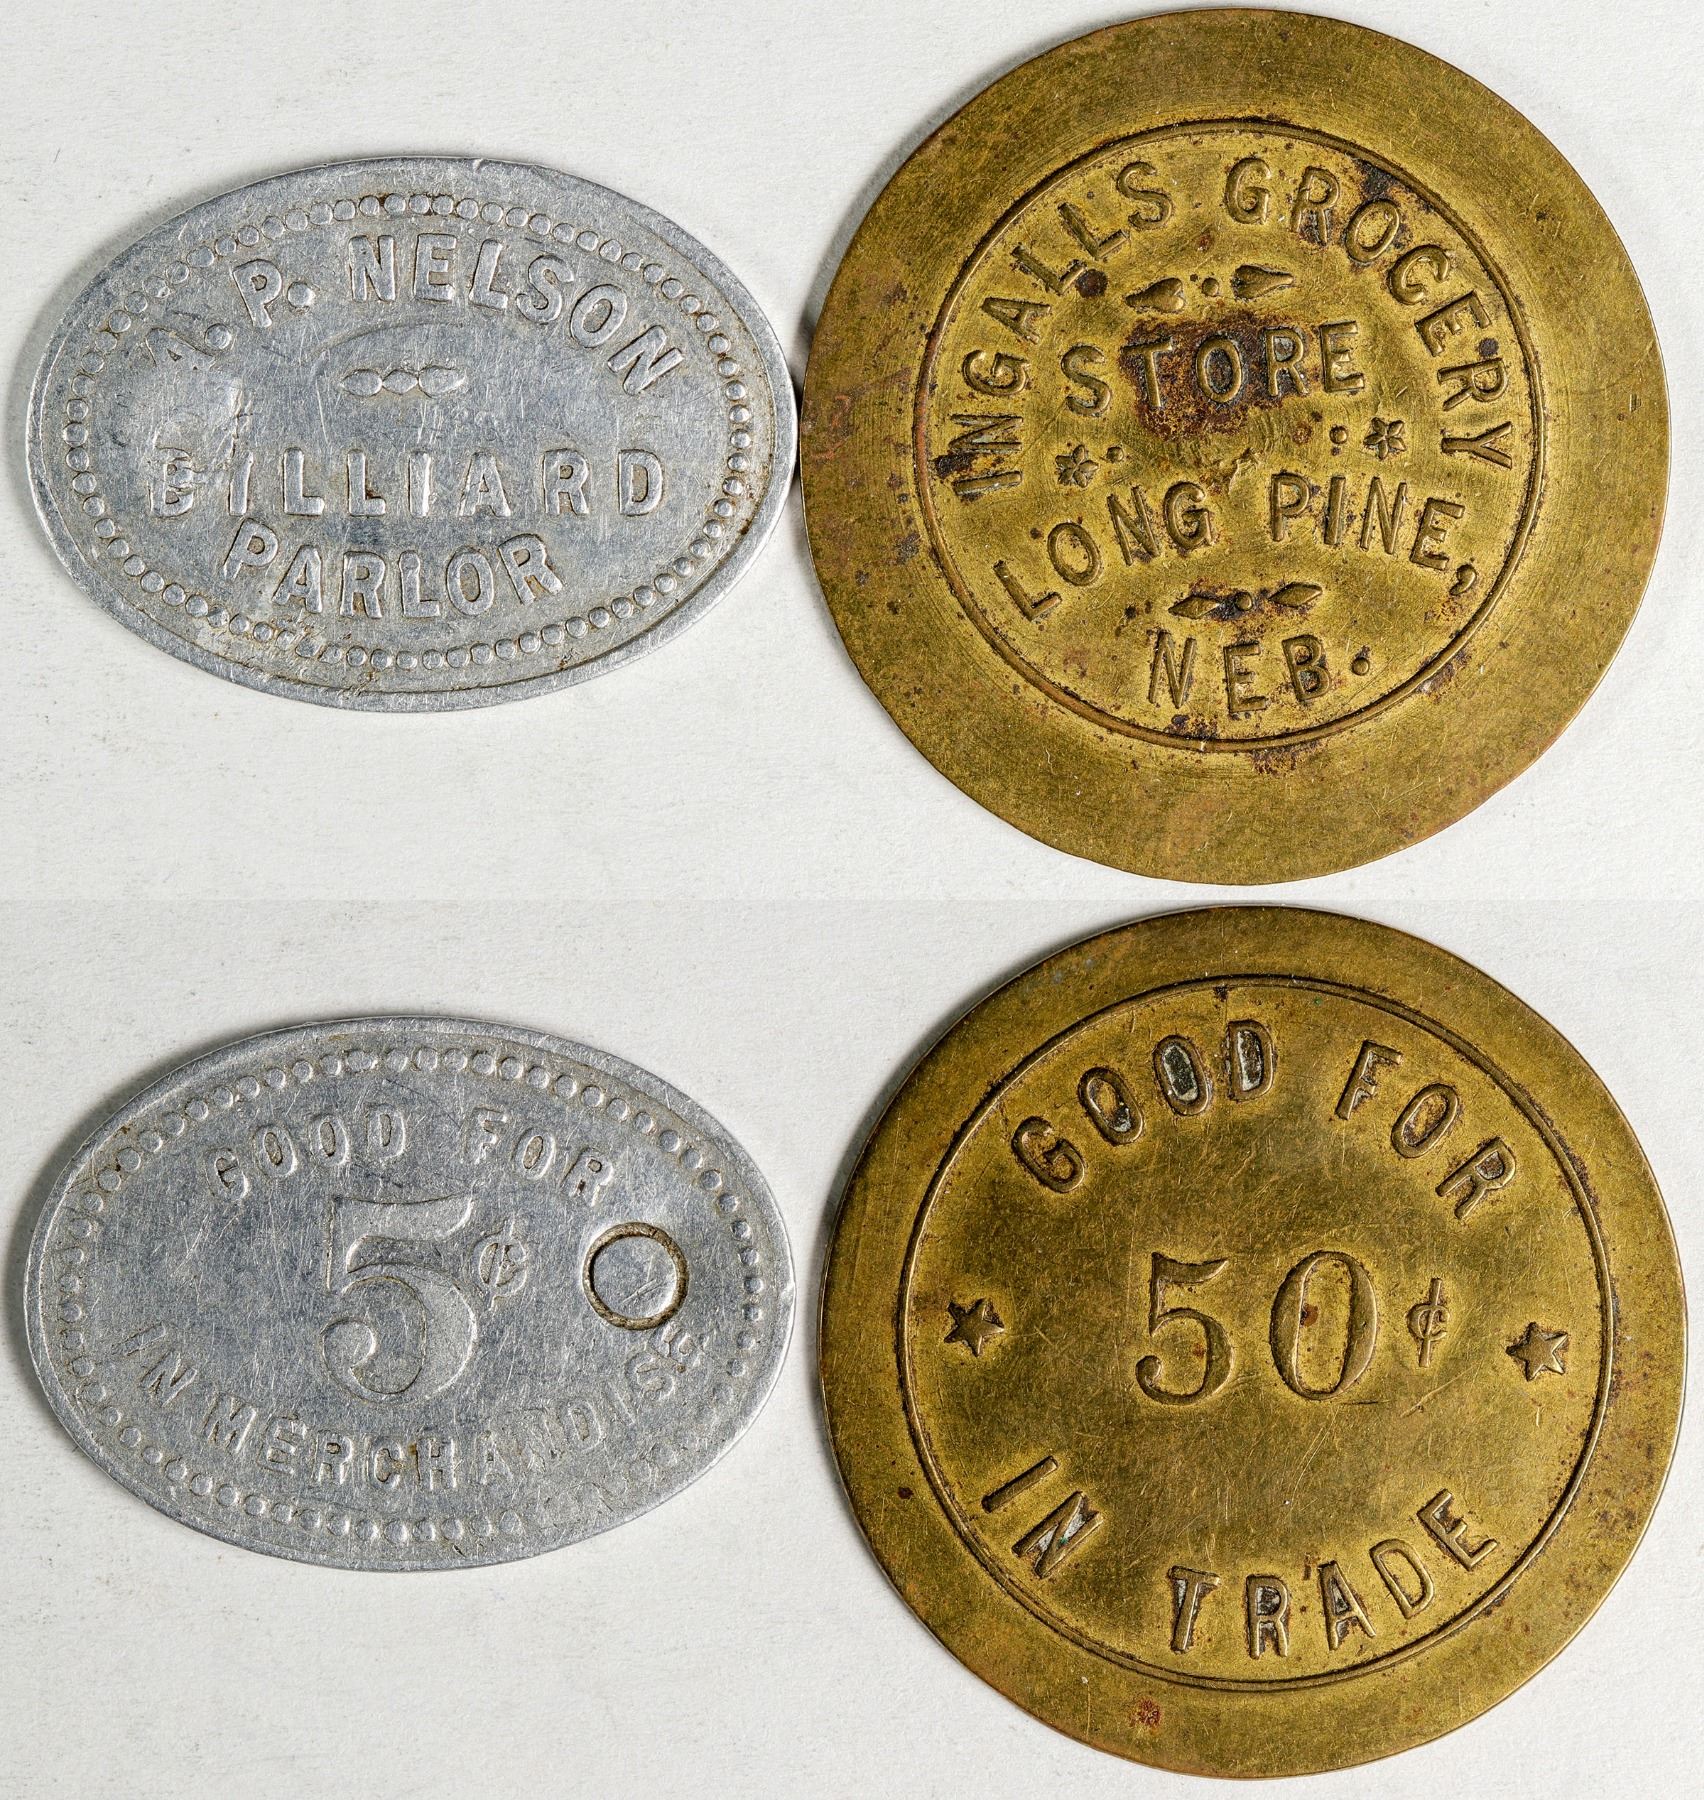 A. P. NELSON
BILLIARD
PARLOR
INGALLS GROCERY
STORE
LONG PINE,
NEB.
GOOD FOR
5¢
IN MERCHANDISE
GOOD FOR
50¢
IN TRADE